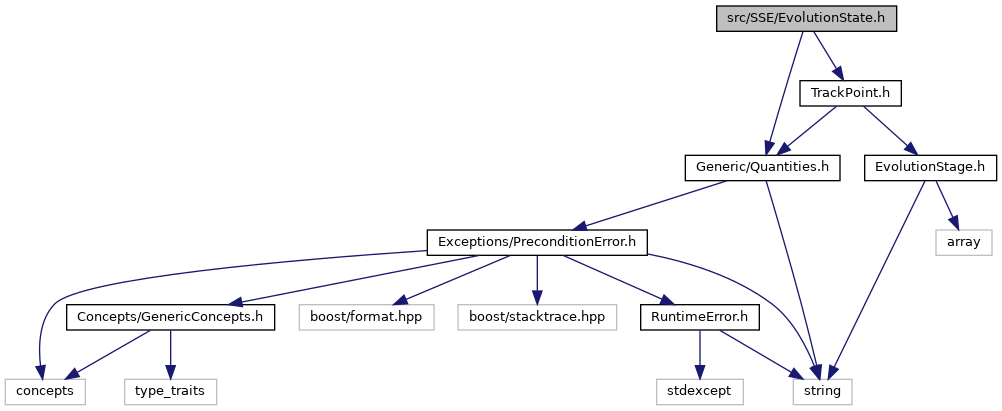 src/SSE/EvolutionState.h
TrackPoint.h
Generic/Quantities.h
EvolutionStage.h
Exceptions/PreconditionError.h
array
Concepts/GenericConcepts.h
boost/format.hpp
boost/stacktrace.hpp
RuntimeError.h
concepts
type_traits
stdexcept
string